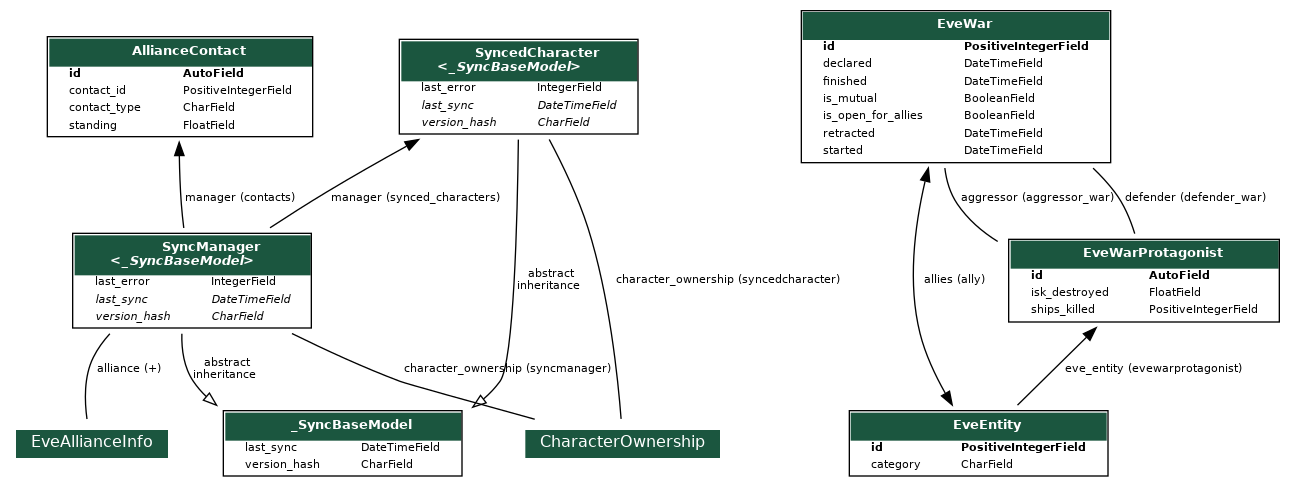 AllianceContact
id AutoField
contact_id PositiveIntegerField
contact_type CharField
standing FloatField
SyncedCharacter
<_SyncBaseModel>
last_error IntegerField
last_sync DateTimeField
version_hash CharField
EveWar
id PositiveIntegerField
declared DateTimeField
finished DateTimeField
is_mutual BooleanField
is_open_for_allies BooleanField
retracted DateTimeField
started DateTimeField
manager (contacts)
manager (synced_characters)
aggressor (aggressor_war)
defender (defender_war)
SyncManager
<_SyncBaseModel>
last_error IntegerField
last_sync DateTimeField
version_hash CharField
abstract
inheritance
character_ownership (syncedcharacter)
allies (ally)
EveWarProtagonist
id AutoField
isk_destroyed FloatField
ships_killed PositiveIntegerField
alliance (+)
abstract
inheritance
character_ownership (syncmanager)
eve_entity (evewarprotagonist)
EveAllianceInfo
_SyncBaseModel
last_sync DateTimeField
version_hash CharField
CharacterOwnership
EveEntity
id PositiveIntegerField
category CharField